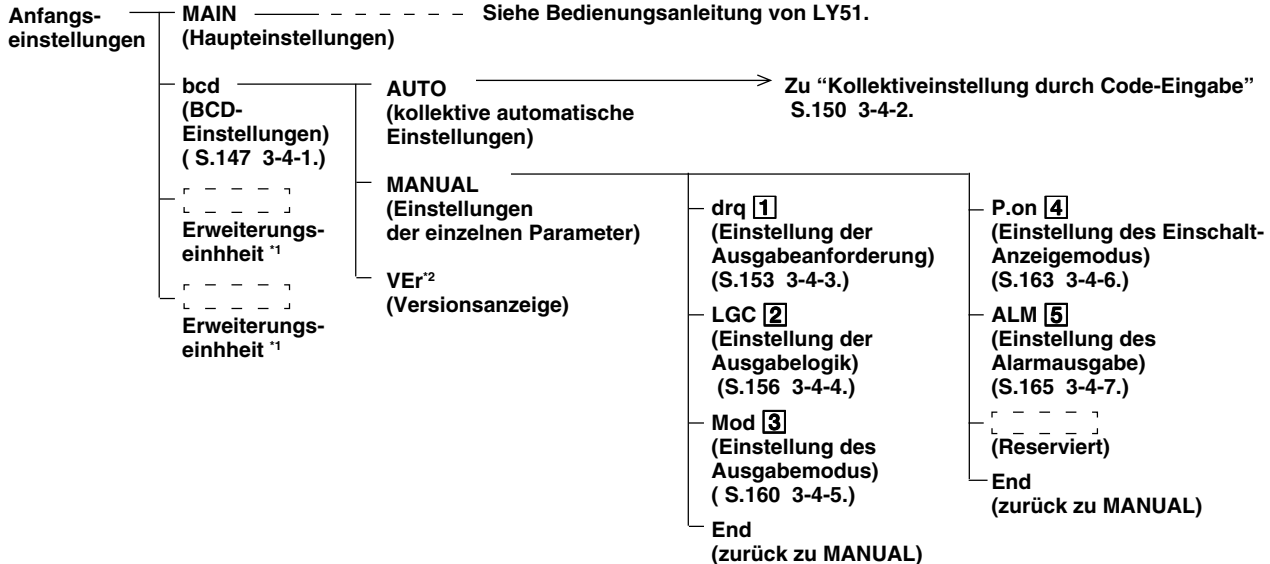 Anfangs-
einstellungen
MAIN
(Haupteinstellungen)
Siehe Bedienungsanleitung von LY51.
bcd
(BCD-
Einstellungen)
( S.147 3-4-1.)
Erweiterungs-
einhheit *1
Erweiterungs-
einhheit *1
AUTO
(kollektive automatische
Einstellungen)
Zu “Kollektiveinstellung durch Code-Eingabe”
S.150 3-4-2.
MANUAL
(Einstellungen
der einzelnen Parameter)
VEr*2
(Versionsanzeige)
drq 1
(Einstellung der
Ausgabeanforderung)
(S.153 3-4-3.)
LGC 2
(Einstellung der
Ausgabelogik)
(S.156 3-4-4.)
Mod 3
(Einstellung des
Ausgabemodus)
( S.160 3-4-5.)
End
(zurück zu MANUAL)
P.on 4
(Einstellung des Einschalt-
Anzeigemodus)
(S.163 3-4-6.)
ALM 5
(Einstellung des
Alarmausgabe)
(S.165 3-4-7.)
(Reserviert)
End
(zurück zu MANUAL)